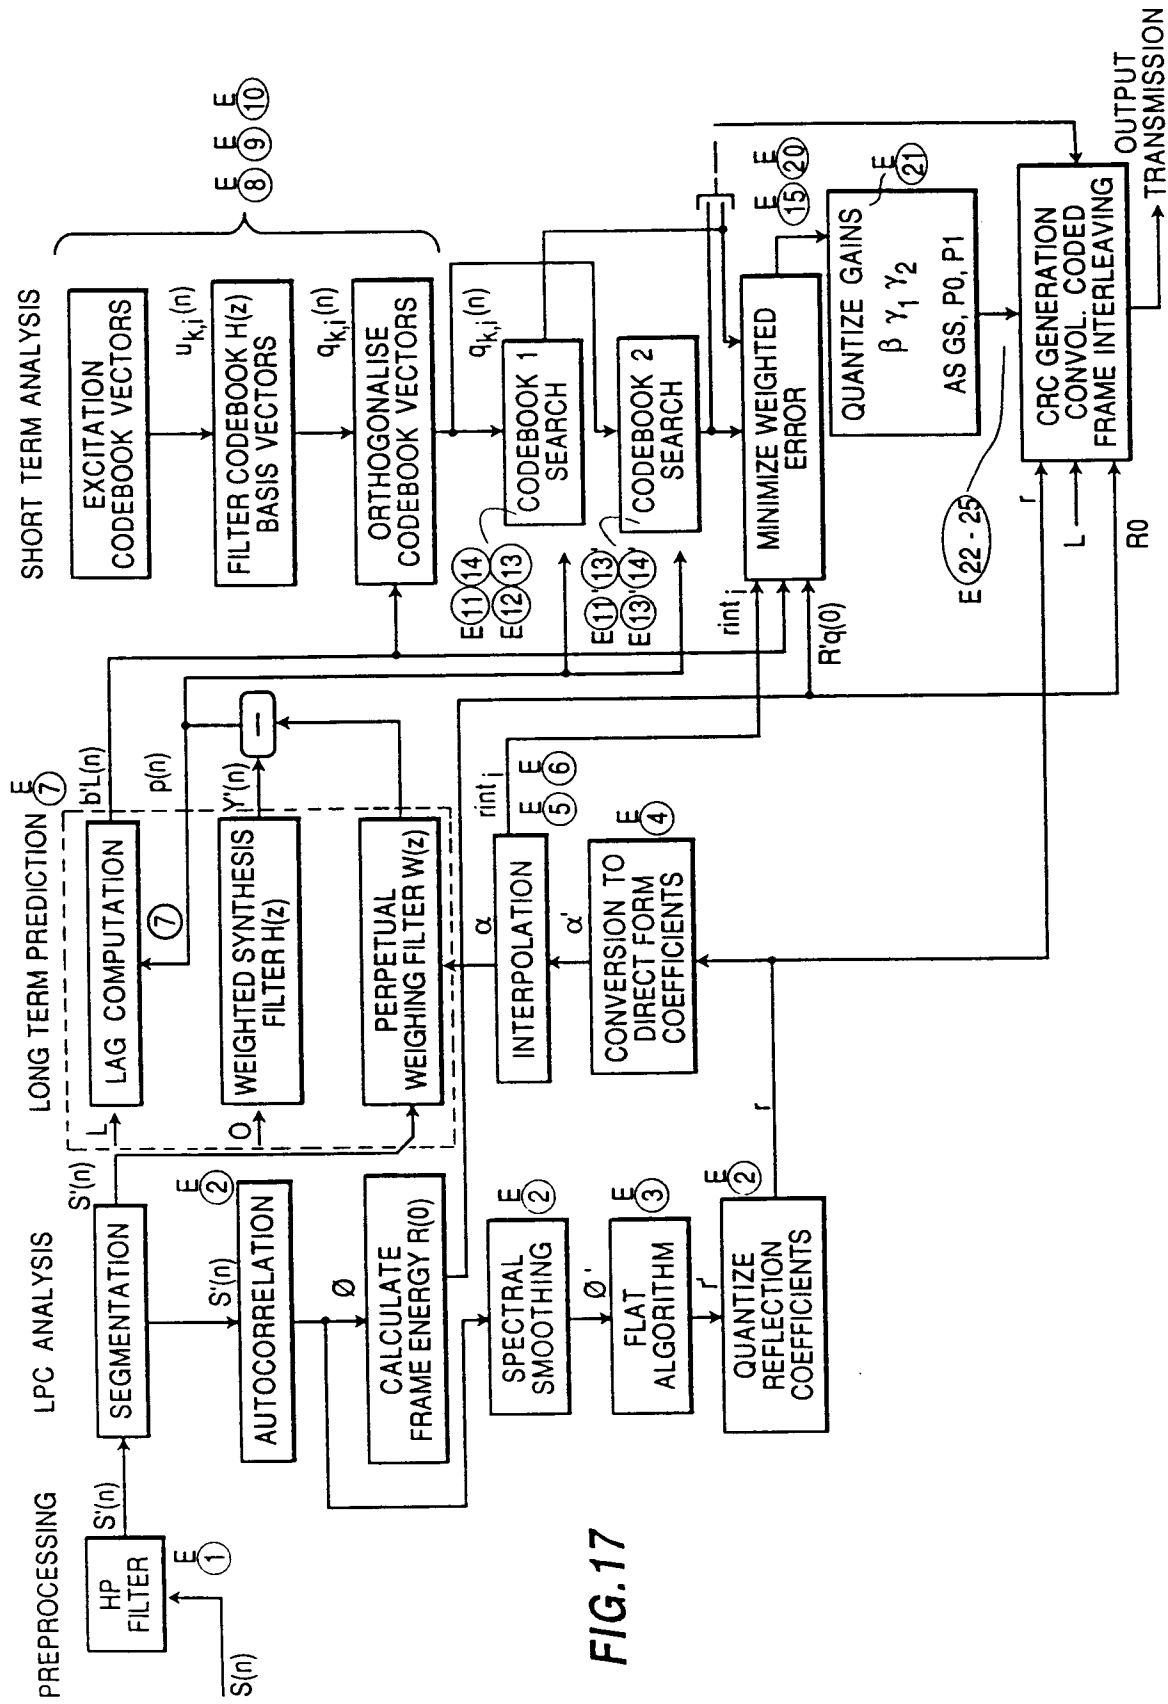 PREPROCESSING
S(n)
HP
FILTER
E
1
S'(n)
LPC ANALYSIS
SEGMENTATION
S'(n)
S'(n)
E
2
AUTOCORRELATION
Ø
CALCULATE
FRAME ENERGY R(0)
SPECTRAL
SMOOTHING
E
2
Ø'
FLAT
ALGORITHM
E
3
r'
QUANTIZE
REFLECTION
COEFFICIENTS
E
2
r
LONG TERM PREDICTION
E
7
L
LAG COMPUTATION
b'L(n)
7
p(n)
O
WEIGHTED SYNTHESIS
FILTER H(z)
Y'(n)
—
PERPETUAL
WEIGHING FILTER W(z)
α
INTERPOLATION
rint i
E
5
E
6
α'
CONVERSION TO
DIRECT FORM
COEFFICIENTS
E
4
SHORT TERM ANALYSIS
EXCITATION
CODEBOOK VECTORS
u k,i (n)
FILTER CODEBOOK H(z)
BASIS VECTORS
q k,i (n)
ORTHOGONALISE
CODEBOOK VECTORS
E
8
E
9
E
10
q k,i (n)
E 11 14
E 12 13
CODEBOOK 1
SEARCH
E 11' 13'
E 13' 14'
' CODEBOOK 2
SEARCH
rint i
R'q(0)
MINIMIZE WEIGHTED
ERROR
E
15
E
20
QUANTIZE GAINS
β γ1 γ2
AS GS, P0, P1
E
21
E 22 - 25
r
L
R0
CRC GENERATION
CONVOL. CODED
FRAME INTERLEAVING
OUTPUT
TRANSMISSION
FIG.17